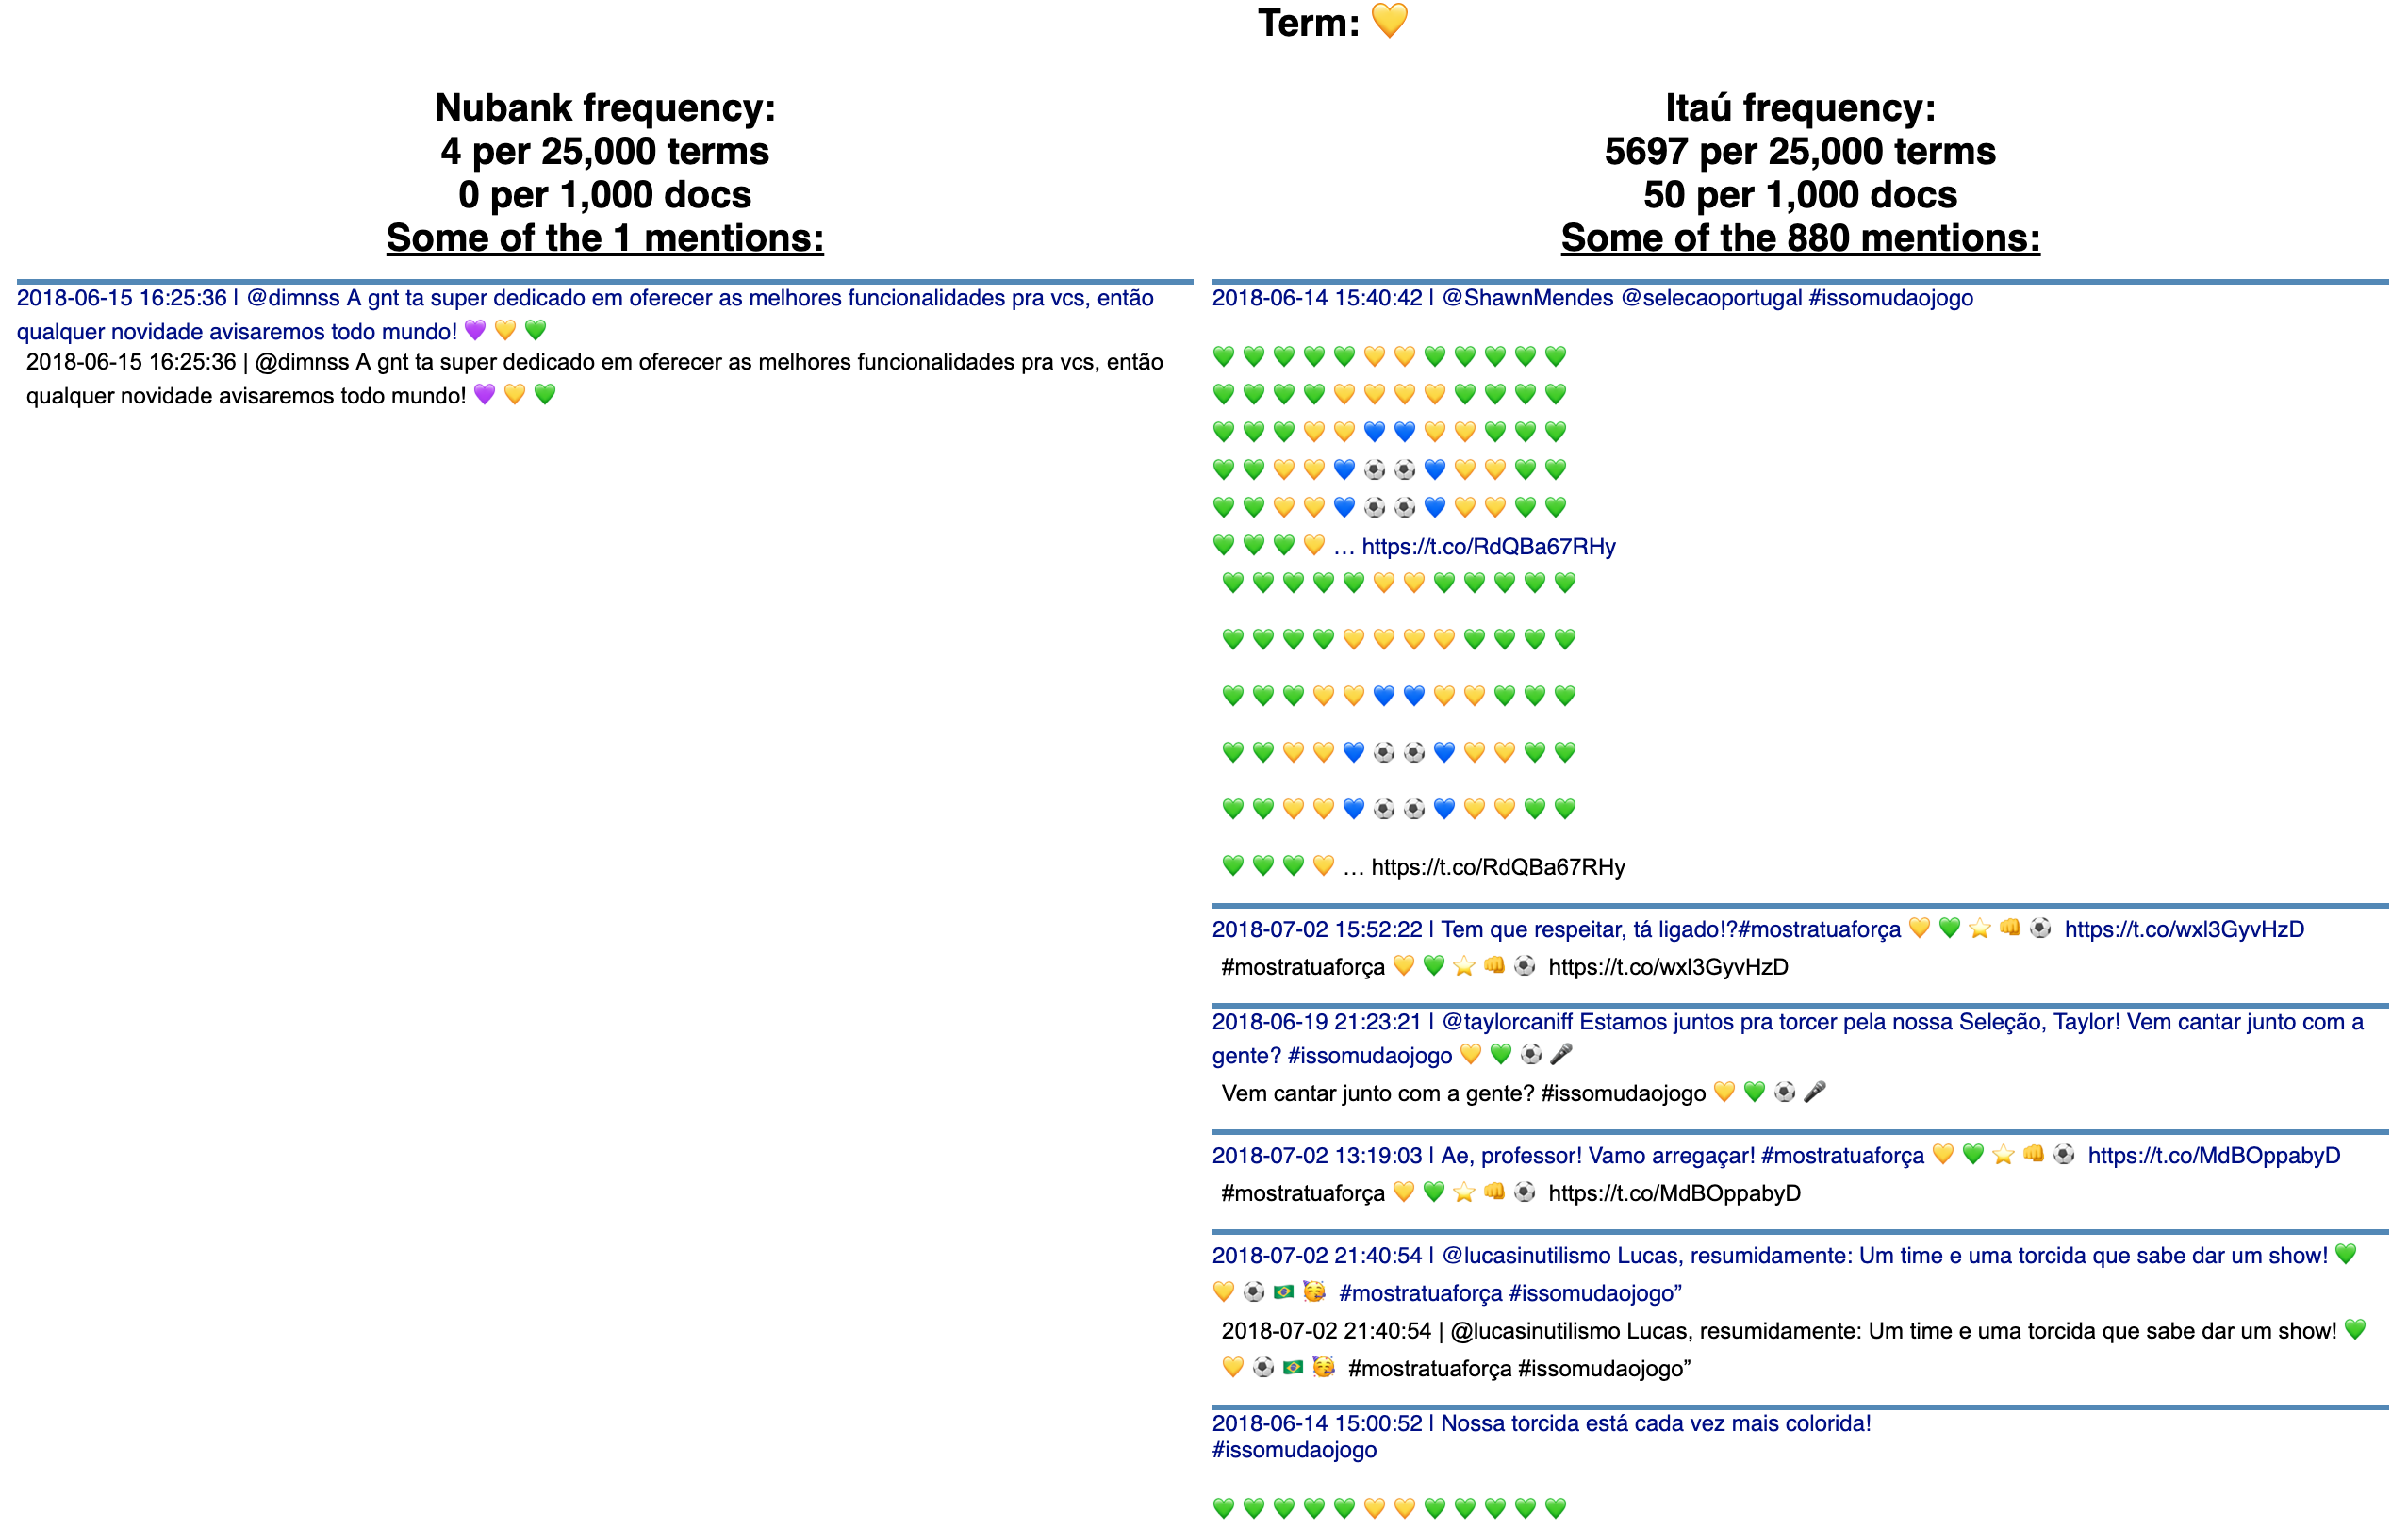 Term: 💛
Nubank frequency:
4 per 25,000 terms
0 per 1,000 docs
Some of the 1 mentions:
2018-06-15 16:25:36 | @dimnss A gnt ta super dedicado em oferecer as melhores funcionalidades pra vcs, então
qualquer novidade avisaremos todo mundo! 💜 💛 💚
2018-06-15 16:25:36 | @dimnss A gnt ta super dedicado em oferecer as melhores funcionalidades pra vcs, então
qualquer novidade avisaremos todo mundo! 💜 💛 💚
Itaú frequency:
5697 per 25,000 terms
50 per 1,000 docs
Some of the 880 mentions:
2018-06-14 15:40:42 | @ShawnMendes @selecaoportugal #issomudaojogo
💚 💚 💚 💚 💚 💛 💛 💚 💚 💚 💚 💚
💚 💚 💚 💚 💛 💛 💛 💛 💚 💚 💚 💚
💚 💚 💚 💛 💛 💙 💙 💛 💛 💚 💚 💚
💚 💚 💛 💛 💙 ⚽ ⚽ 💙 💛 💛 💚 💚
💚 💚 💛 💛 💙 ⚽ ⚽ 💙 💛 💛 💚 💚
💚 💚 💚 💛 … https://t.co/RdQBa67RHy
💚 💚 💚 💚 💚 💛 💛 💚 💚 💚 💚 💚
💚 💚 💚 💚 💛 💛 💛 💛 💚 💚 💚 💚
💚 💚 💚 💛 💛 💙 💙 💛 💛 💚 💚 💚
💚 💚 💛 💛 💙 ⚽ ⚽ 💙 💛 💛 💚 💚
💚 💚 💛 💛 💙 ⚽ ⚽ 💙 💛 💛 💚 💚
💚 💚 💚 💛 … https://t.co/RdQBa67RHy
2018-07-02 15:52:22 | Tem que respeitar, tá ligado!?#mostratuaforça 💛 💚 ⭐ 👊 ⚽ https://t.co/wxl3GyvHzD
#mostratuaforça 💛 💚 ⭐ 👊 ⚽ https://t.co/wxl3GyvHzD
2018-06-19 21:23:21 | @taylorcaniff Estamos juntos pra torcer pela nossa Seleção, Taylor! Vem cantar junto com a
gente? #issomudaojogo 💛 💚 ⚽ 🎤
Vem cantar junto com a gente? #issomudaojogo 💛 💚 ⚽ 🎤
2018-07-02 13:19:03 | Ae, professor! Vamo arregaçar! #mostratuaforça 💛 💚 ⭐ 👊 ⚽ https://t.co/MdBOppabyD
#mostratuaforça 💛 💚 ⭐ 👊 ⚽ https://t.co/MdBOppabyD
2018-07-02 21:40:54 | @lucasinutilismo Lucas, resumidamente: Um time e uma torcida que sabe dar um show! 💚
💛 ⚽ 🇧🇷 🥳 #mostratuaforça #issomudaojogo”
2018-07-02 21:40:54 | @lucasinutilismo Lucas, resumidamente: Um time e uma torcida que sabe dar um show! 💚
💛 ⚽ 🇧🇷 🥳 #mostratuaforça #issomudaojogo”
2018-06-14 15:00:52 | Nossa torcida está cada vez mais colorida!
#issomudaojogo
💚 💚 💚 💚 💚 💛 💛 💚 💚 💚 💚 💚